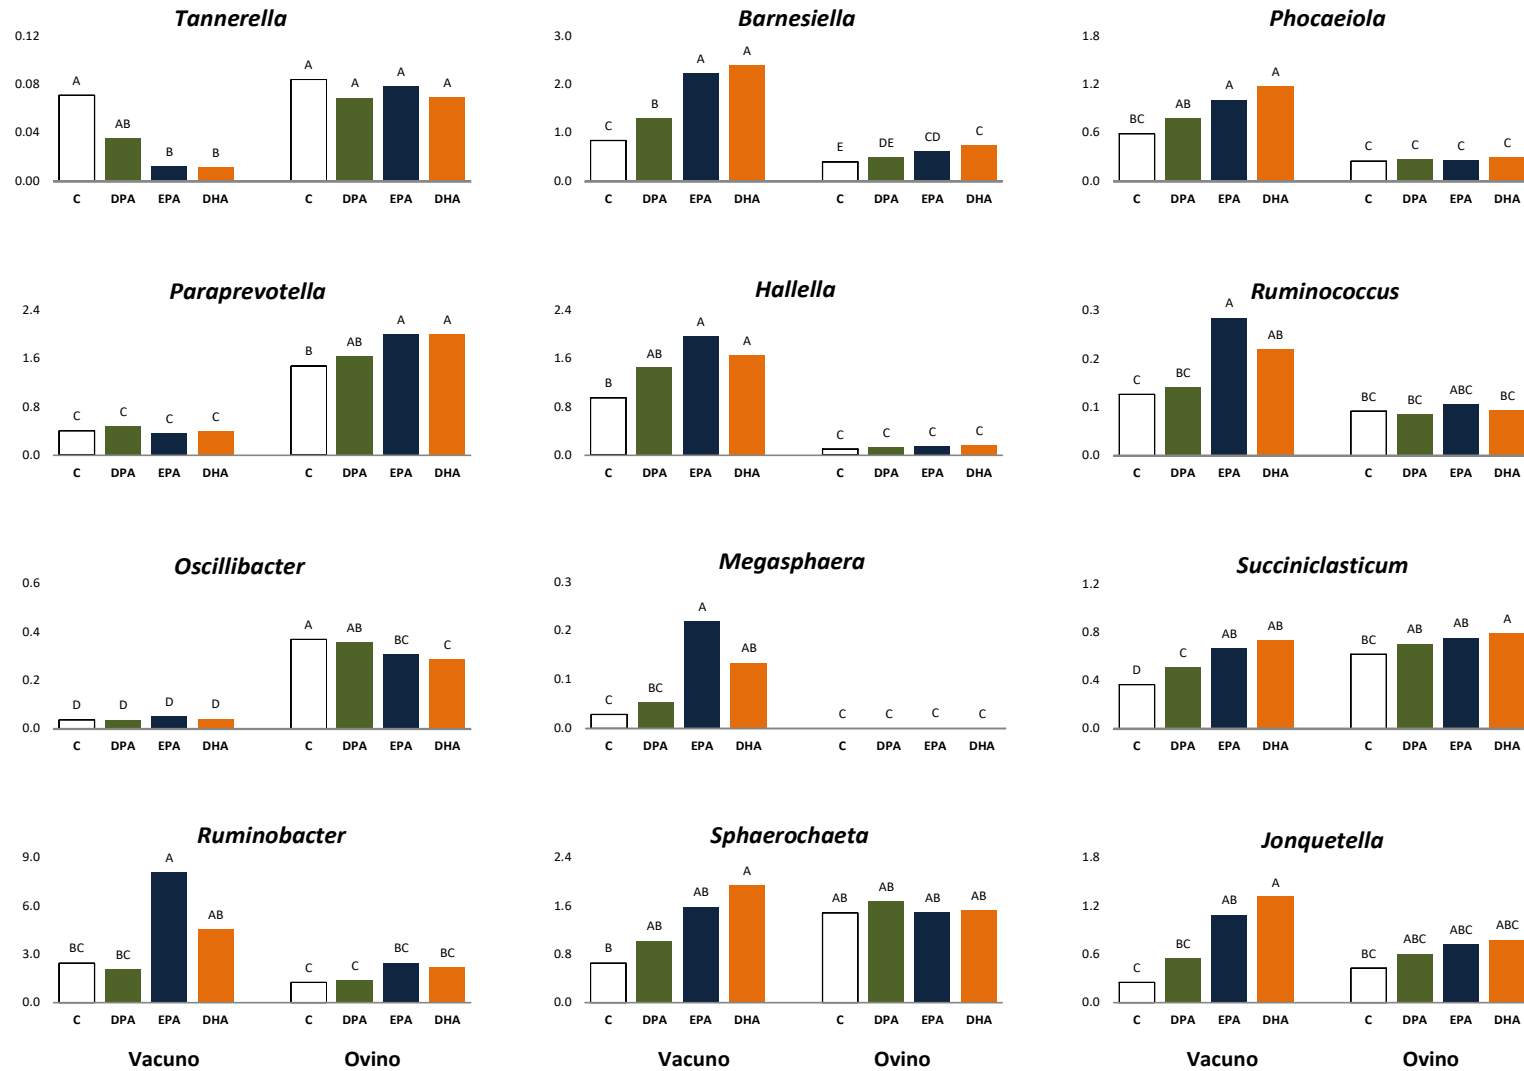 Tannerella
0.12
0.08
0.04
0.00
A
AB
B
B
A
A
A
A
C DPA EPA DHA C DPA EPA DHA
Barnesiella
3.0
2.0
1.0
0.0
C
B
A
A
E
DE
CD
C
C DPA EPA DHA C DPA EPA DHA
Phocaeiola
1.8
1.2
0.6
0.0
BC
AB
A
A
C
C
C
C
C DPA EPA DHA C DPA EPA DHA
Paraprevotella
2.4
1.6
0.8
0.0
C
C
C
C
B
AB
A
A
C DPA EPA DHA C DPA EPA DHA
Hallella
2.4
1.6
0.8
0.0
B
AB
A
A
C
C
C
C
C DPA EPA DHA C DPA EPA DHA
Ruminococcus
0.3
0.2
0.1
0.0
C
BC
A
AB
BC
BC
ABC
BC
C DPA EPA DHA C DPA EPA DHA
Oscillibacter
0.6
0.4
0.2
0.0
D
D
D
D
A
AB
BC
C
C DPA EPA DHA C DPA EPA DHA
Megasphaera
0.3
0.2
0.1
0.0
C
BC
A
AB
C
C
C
C
C DPA EPA DHA C DPA EPA DHA
Succiniclasticum
1.2
0.8
0.4
0.0
D
C
AB
AB
BC
AB
AB
A
C DPA EPA DHA C DPA EPA DHA
Ruminobacter
9.0
6.0
3.0
0.0
BC
BC
A
AB
C
C
BC
BC
C DPA EPA DHA C DPA EPA DHA
Vacuno Ovino
Sphaerochaeta
2.4
1.6
0.8
0.0
B
AB
AB
A
AB
AB
AB
AB
C DPA EPA DHA C DPA EPA DHA
Vacuno Ovino
Jonquetella
1.8
1.2
0.6
0.0
C
BC
AB
A
BC
ABC
ABC
ABC
C DPA EPA DHA C DPA EPA DHA
Vacuno Ovino